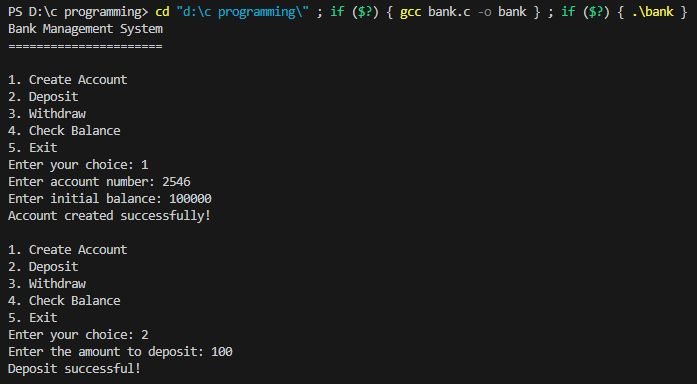 PS D:\c programming> cd "d:\c programming\" ; if ($?) { gcc bank.c -o bank } ; if ($?) { .\bank }
Bank Management System
======================
1. Create Account
2. Deposit
3. Withdraw
4. Check Balance
5. Exit
Enter your choice: 1
Enter account number: 2546
Enter initial balance: 100000
Account created successfully!
1. Create Account
2. Deposit
3. Withdraw
4. Check Balance
5. Exit
Enter your choice: 2
Enter the amount to deposit: 100
Deposit successful!